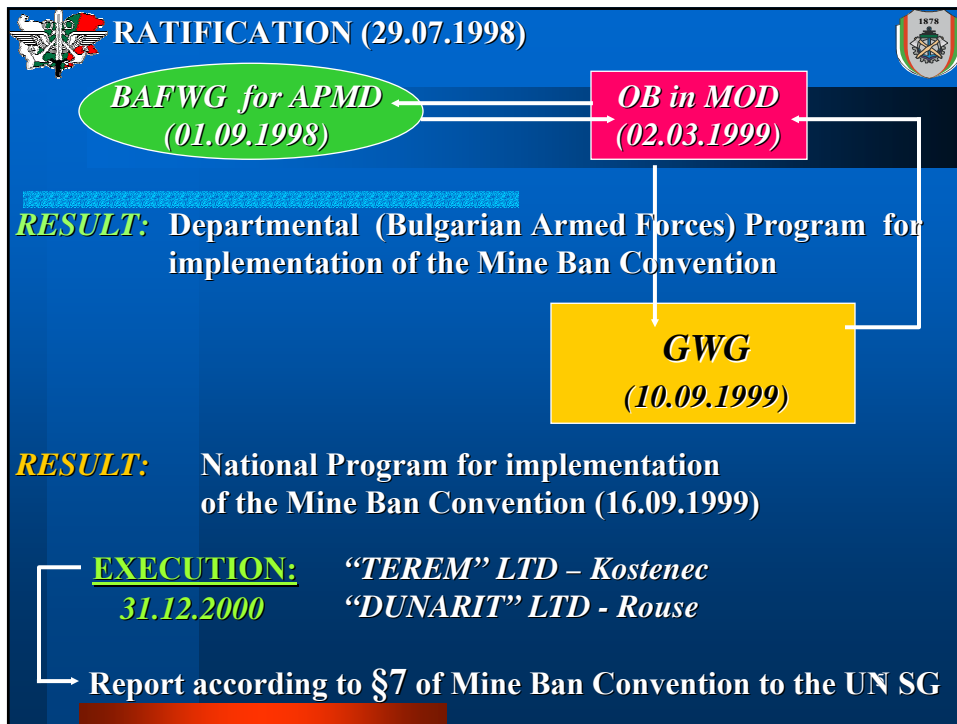 RATIFICATION (29.07.1998)
1878
BAFWG for APMD
(01.09.1998)
OB in MOD
(02.03.1999)
RESULT: Departmental (Bulgarian Armed Forces) Program for
implementation of the Mine Ban Convention
GWG
(10.09.1999)
RESULT: National Program for implementation
of the Mine Ban Convention (16.09.1999)
EXECUTION: “TEREM” LTD – Kostenec
31.12.2000 “DUNARIT” LTD - Rouse
Report according to §7 of Mine Ban Convention to the UN SG